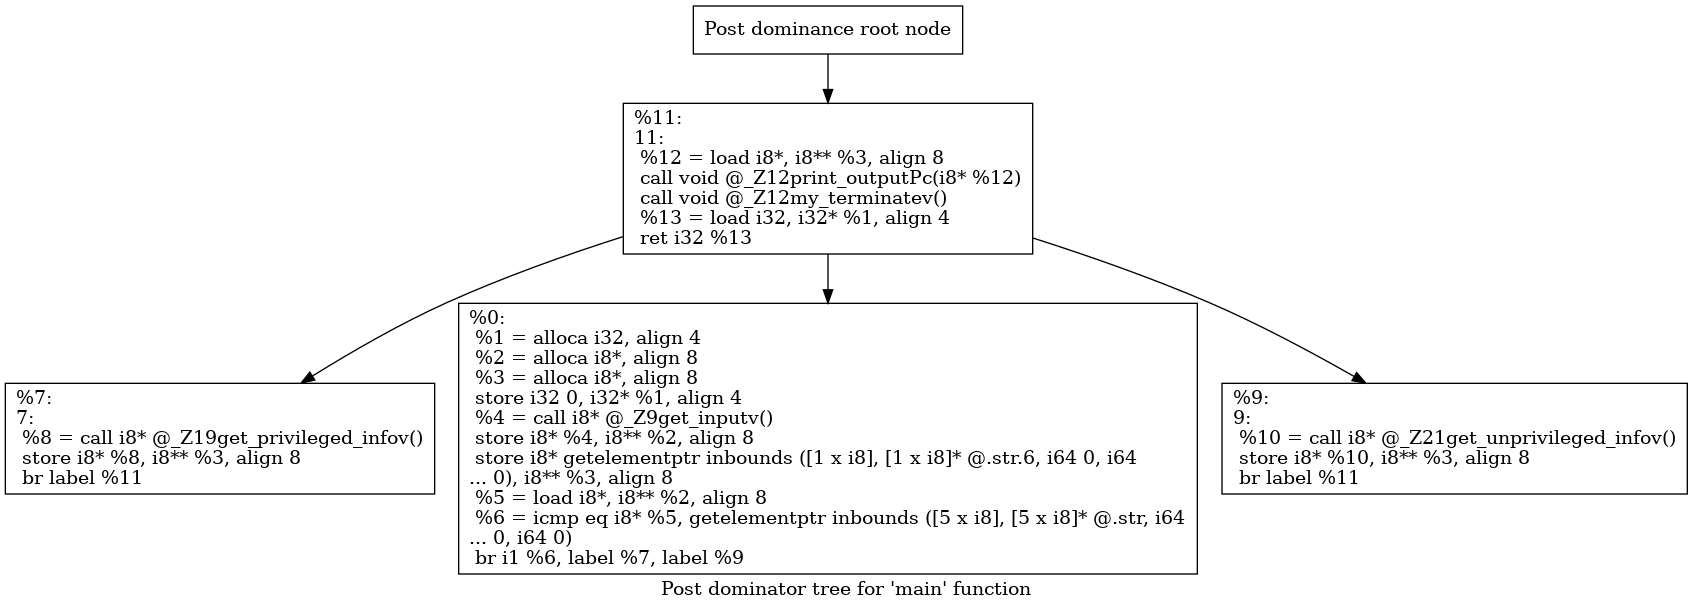 Post dominance root node
%11:
11:
%12 = load i8*, i8** %3, align 8
call void @_Z12print_outputPc(i8* %12)
call void @_Z12my_terminatev()
%13 = load i32, i32* %1, align 4
ret i32 %13
%7:
7:
%8 = call i8* @_Z19get_privileged_infov()
store i8* %8, i8** %3, align 8
br label %11
%0:
%1 = alloca i32, align 4
%2 = alloca i8*, align 8
%3 = alloca i8*, align 8
store i32 0, i32* %1, align 4
%4 = call i8* @_Z9get_inputv()
store i8* %4, i8** %2, align 8
store i8* getelementptr inbounds ([1 x i8], [1 x i8]* @.str.6, i64 0, i64
... 0), i8** %3, align 8
%5 = load i8*, i8** %2, align 8
%6 = icmp eq i8* %5, getelementptr inbounds ([5 x i8], [5 x i8]* @.str, i64
... 0, i64 0)
br i1 %6, label %7, label %9
%9:
9:
%10 = call i8* @_Z21get_unprivileged_infov()
store i8* %10, i8** %3, align 8
br label %11
Post dominator tree for 'main' function